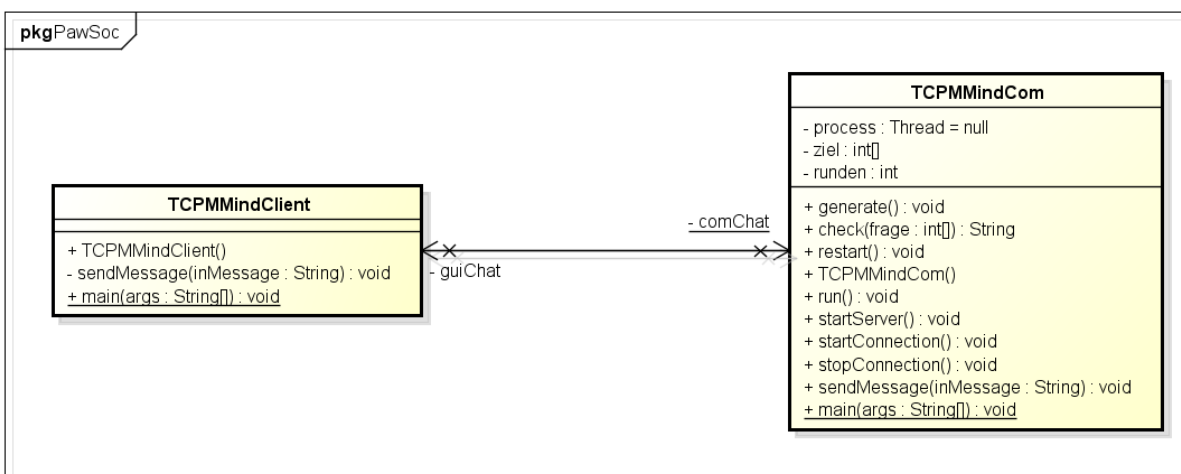 pkgPawSoc
TCPMMindClient
+ TCPMMindClient()
- sendMessage(inMessage : String) : void
+ main(args : String[]) : void
- comChat
- guiChat
TCPMMindCom
- process : Thread = null
- ziel : int[]
- runden : int
+ generate() : void
+ check(frage : int[]) : String
+ restart() : void
+ TCPMMindCom()
+ run() : void
+ startServer() : void
+ startConnection() : void
+ stopConnection() : void
+ sendMessage(inMessage : String) : void
+ main(args : String[]) : void